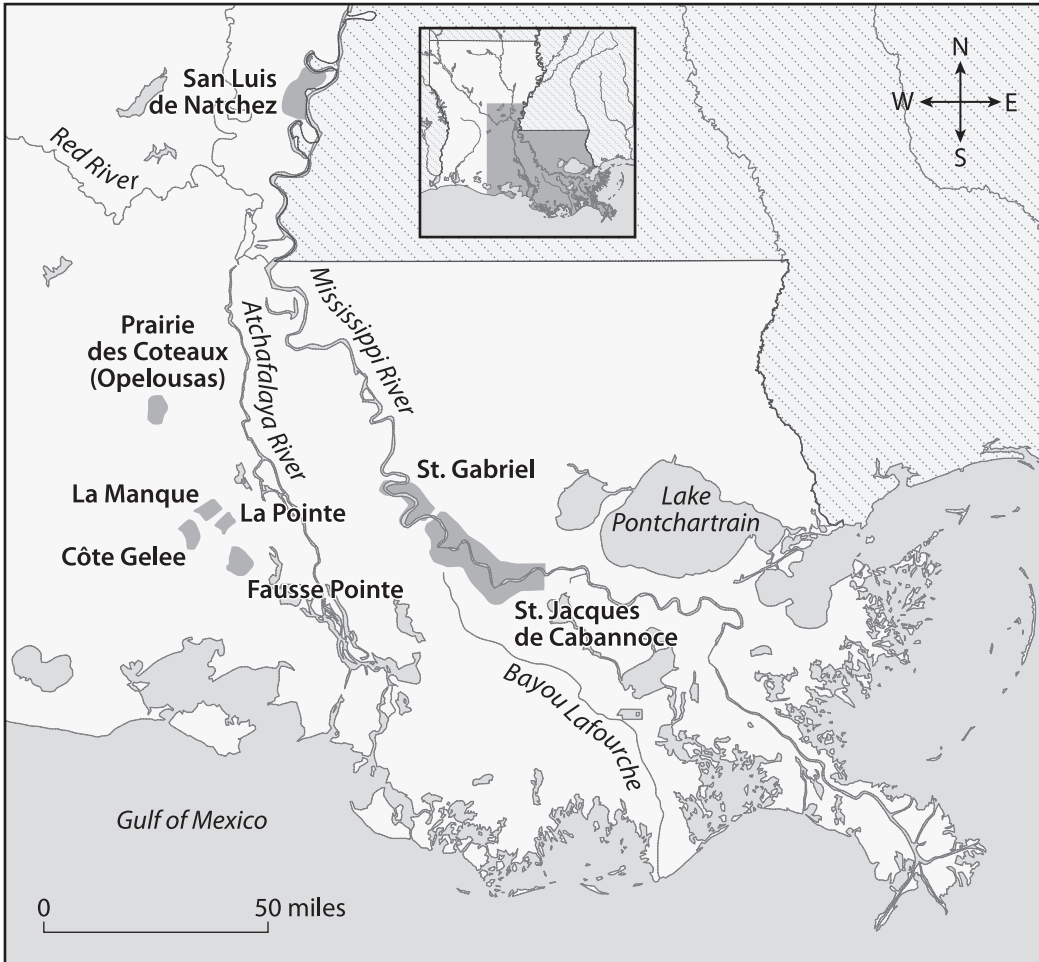 San Luis
de Natchez
N
W
E
S
Red River
Mississippi River
Prairie
des Coteaux
(Opelousas)
Atchafalaya River
St. Gabriel
La Manque
La Pointe
Lake
Pontchartrain
Côte Gelee
Fausse Pointe
St. Jacques
de Cabannoce
Bayou Lafourche
Gulf of Mexico
0
50 miles